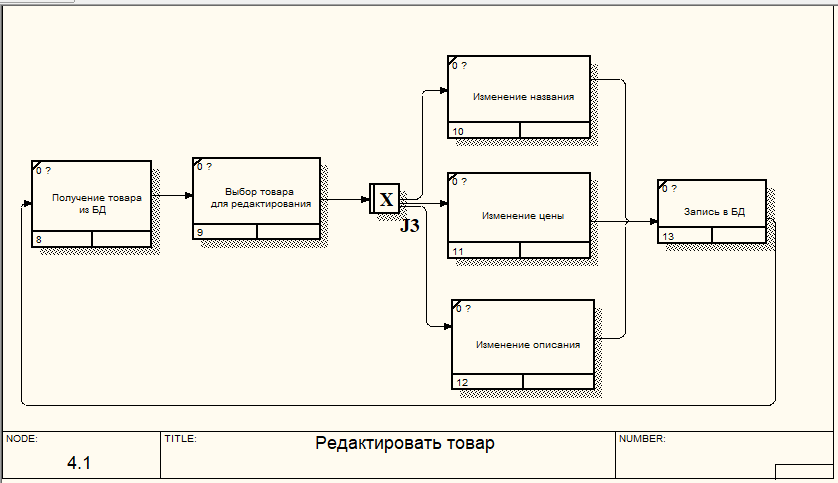 0 ?
Получение товара
из БД
8
0 ?
Выбор товара
для редактирования
9
X
J3
0 ?
Изменение названия
10
0 ?
Изменение цены
11
0 ?
Изменение описания
12
0 ?
Запись в БД
13
NODE:
4.1
TITLE:
Редактировать товар
NUMBER: